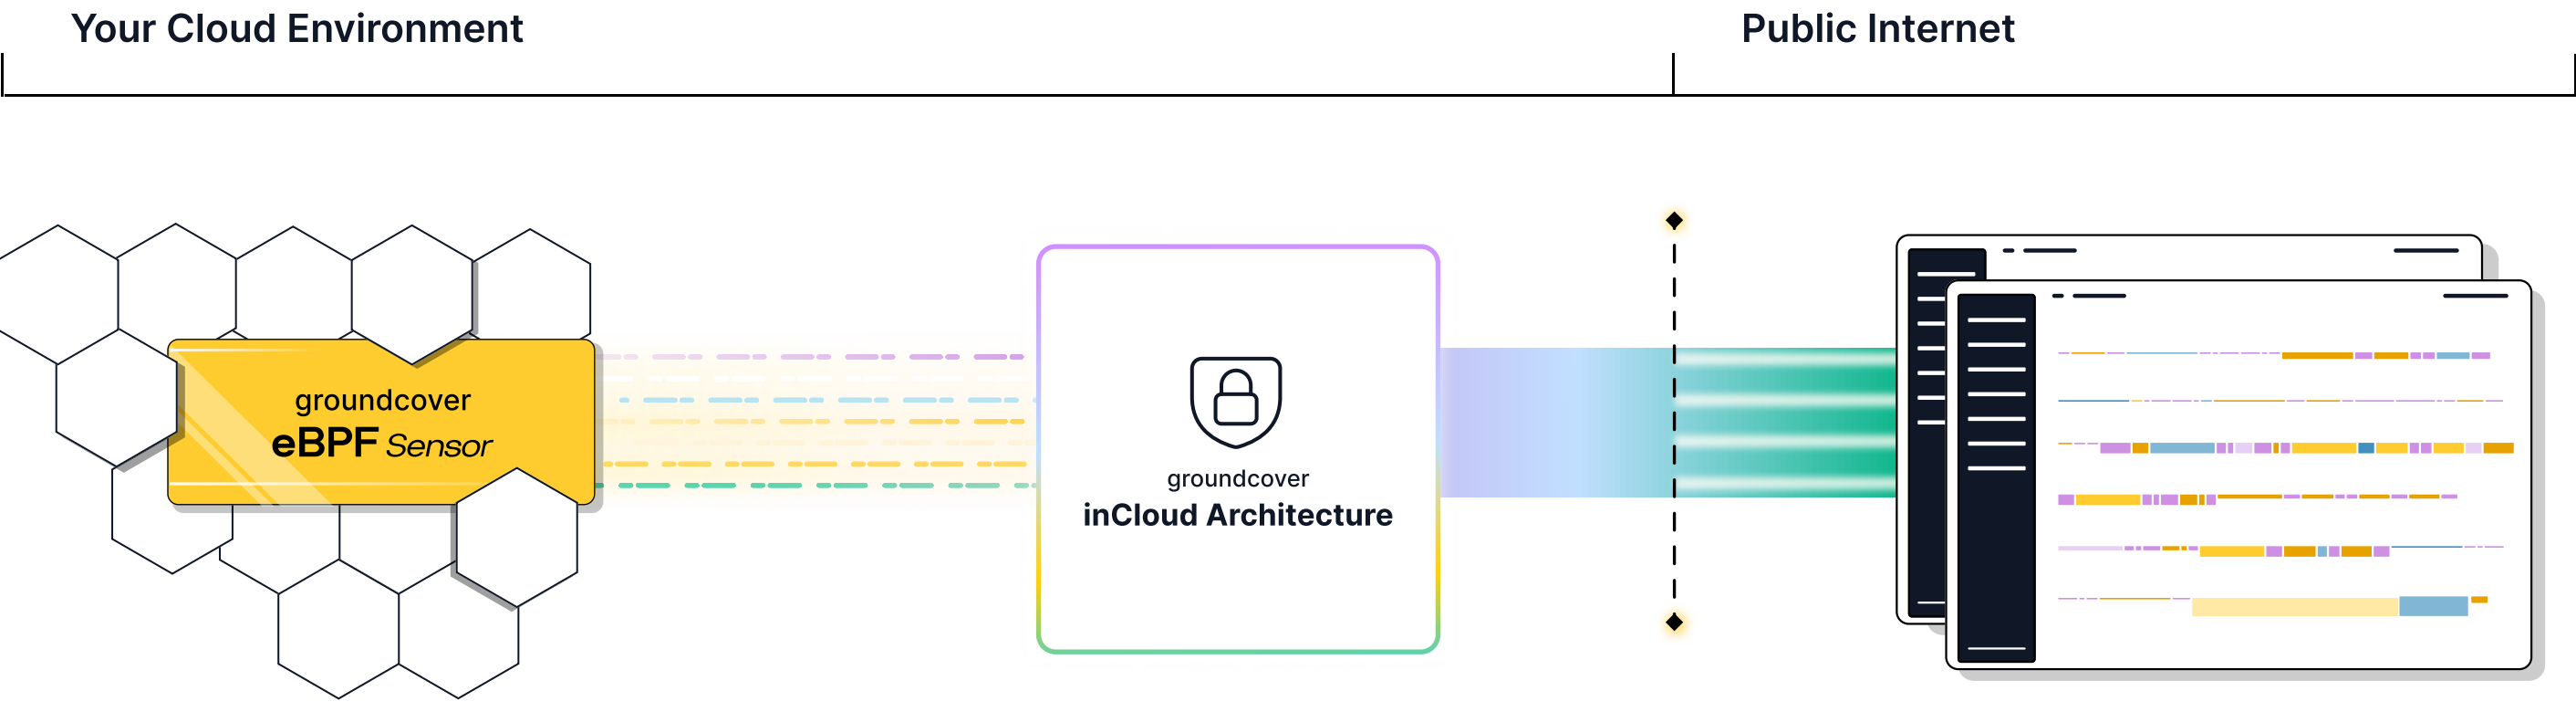 Your Cloud Environment
Public Internet
groundcover
eBPF Sensor
groundcover
inCloud Architecture